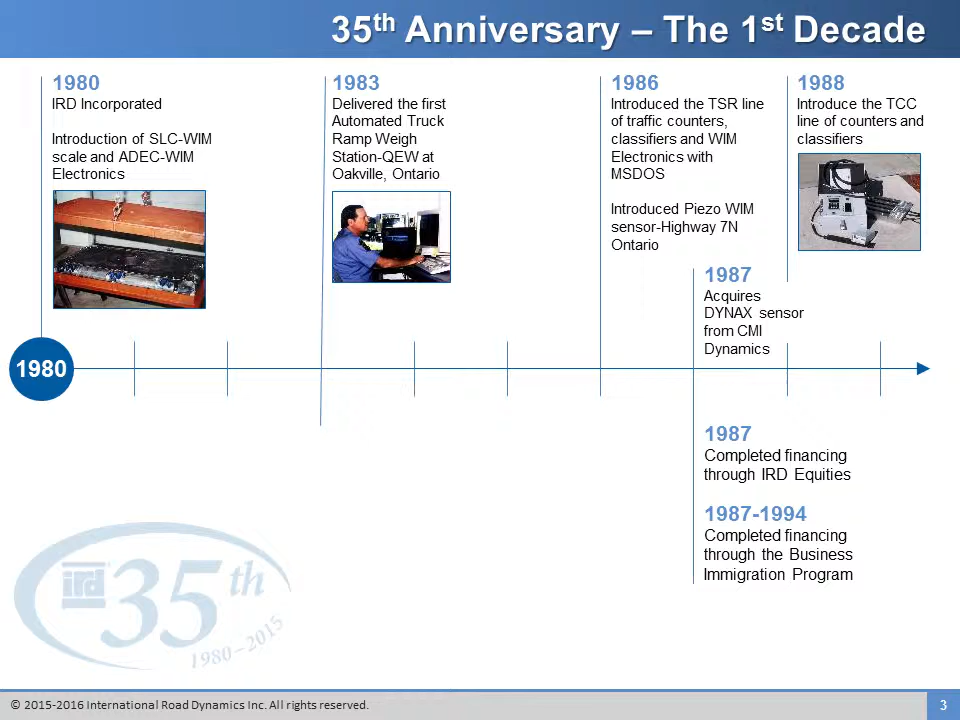 35th Anniversary – The 1st Decade
1980
IRD Incorporated
Introduction of SLC-WIM
scale and ADEC-WIM
Electronics
1983
Delivered the first
Automated Truck
Ramp Weigh
Station-QEW at
Oakville, Ontario
1986
Introduced the TSR line
of traffic counters,
classifiers and WIM
Electronics with
MSDOS
Introduced Piezo WIM
sensor-Highway 7N
Ontario
1988
Introduce the TCC
line of counters and
classifiers
1987
Acquires
DYNAX sensor
from CMI
Dynamics
1980
1987
Completed financing
through IRD Equities
1987-1994
Completed financing
through the Business
Immigration Program
ird 35th
1980–2015
© 2015-2016 International Road Dynamics Inc. All rights reserved.
3